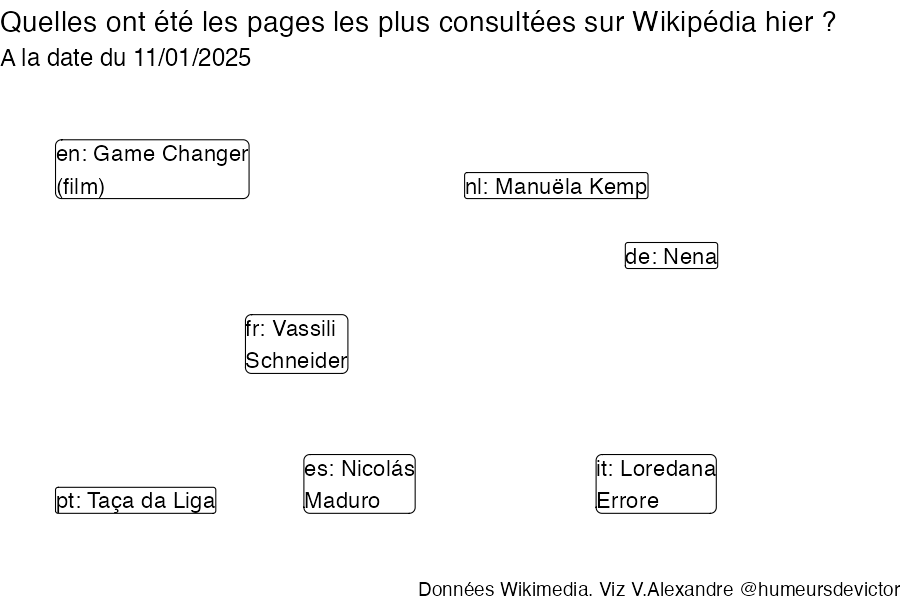 Quelles ont été les pages les plus consultées sur Wikipédia hier ?
A la date du 11/01/2025
en: Game Changer
(film)
nl: Manuëla Kemp
de: Nena
fr: Vassili
Schneider
es: Nicolás
Maduro
it: Loredana
Errore
pt: Taça da Liga
Données Wikimedia. Viz V.Alexandre @humeursdevictor